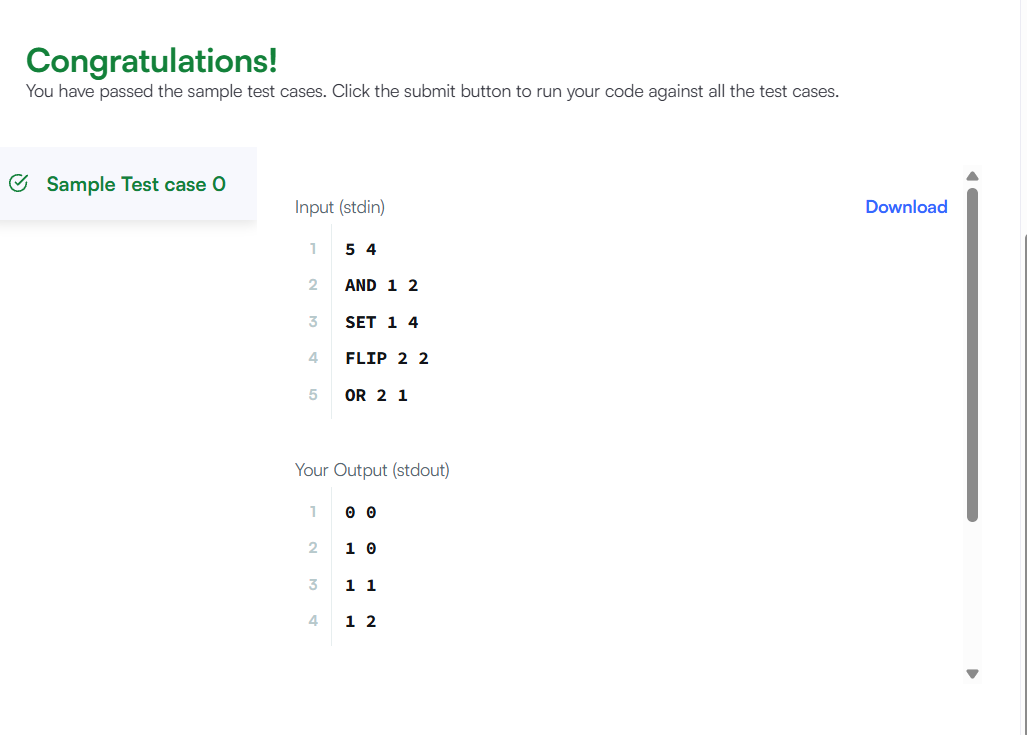 Congratulations!
You have passed the sample test cases. Click the submit button to run your code against all the test cases.
Sample Test case 0
Input (stdin)
Download
1 5 4
2 AND 1 2
3 SET 1 4
4 FLIP 2 2
5 OR 2 1
Your Output (stdout)
1 0 0
2 1 0
3 1 1
4 1 2